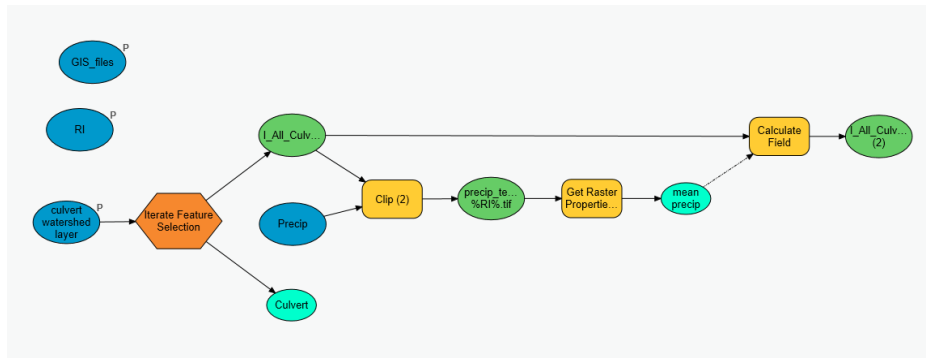 GIS_files
P
RI
P
culvert
watershed
layer
P
Iterate Feature
Selection
I_All_Culv...
Precip
Culvert
Clip (2)
precip_te...
%RI%.tif
Get Raster
Propertie...
mean
precip
Calculate
Field
I_All_Culv...
(2)